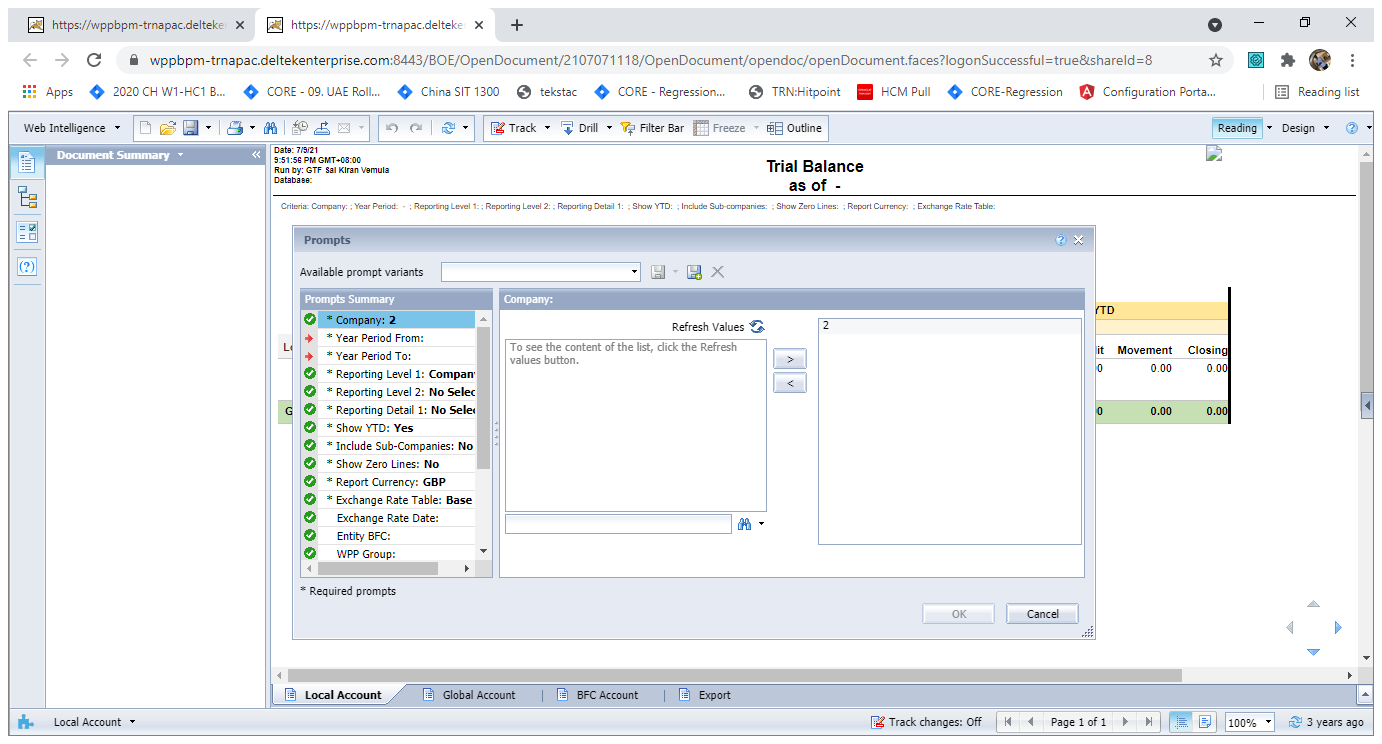 https://wppbpm-trnapac.delteke
https://wppbpm-trnapac.delteke
wppbpm-trnapac.deltekenterprise.com:8443/BOE/OpenDocument/2107071118/OpenDocument/opendoc/openDocument.faces?logonSuccessful=true&shareId=8
Apps 2020 CH W1-HC1 B... CORE - 09. UAE Roll... China SIT 1300 tekstac CORE - Regression... TRN:Hitpoint HCM Pull CORE-Regression Configuration Porta... Reading list
Web Intelligence Track Drill Filter Bar Freeze Outline Reading Design
Document Summary
Date: 7/9/21
9:51:56 PM GMT+08:00
Run by: GTF Sai Kiran Vemula
Database:
Trial Balance
as of -
Criteria: Company: ; Year Period: - ; Reporting Level 1: ; Reporting Level 2: ; Reporting Detail 1: ; Show YTD: ; Include Sub-companies: ; Show Zero Lines: ; Report Currency: ; Exchange Rate Table:
Prompts
Available prompt variants
Prompts Summary
* Company: 2
* Year Period From:
* Year Period To:
* Reporting Level 1: Compan
* Reporting Level 2: No Selec
* Reporting Detail 1: No Selec
* Show YTD: Yes
* Include Sub-Companies: No
* Show Zero Lines: No
* Report Currency: GBP
* Exchange Rate Table: Base
Exchange Rate Date:
Entity BFC:
WPP Group:
Company:
Refresh Values
To see the content of the list, click the Refresh
values button.
>
<
2
* Required prompts
OK Cancel
YTD
Movement Closing
0.00 0.00
0.00 0.00
Local Account Global Account BFC Account Export
Local Account Track changes: Off Page 1 of 1 100% 3 years ago